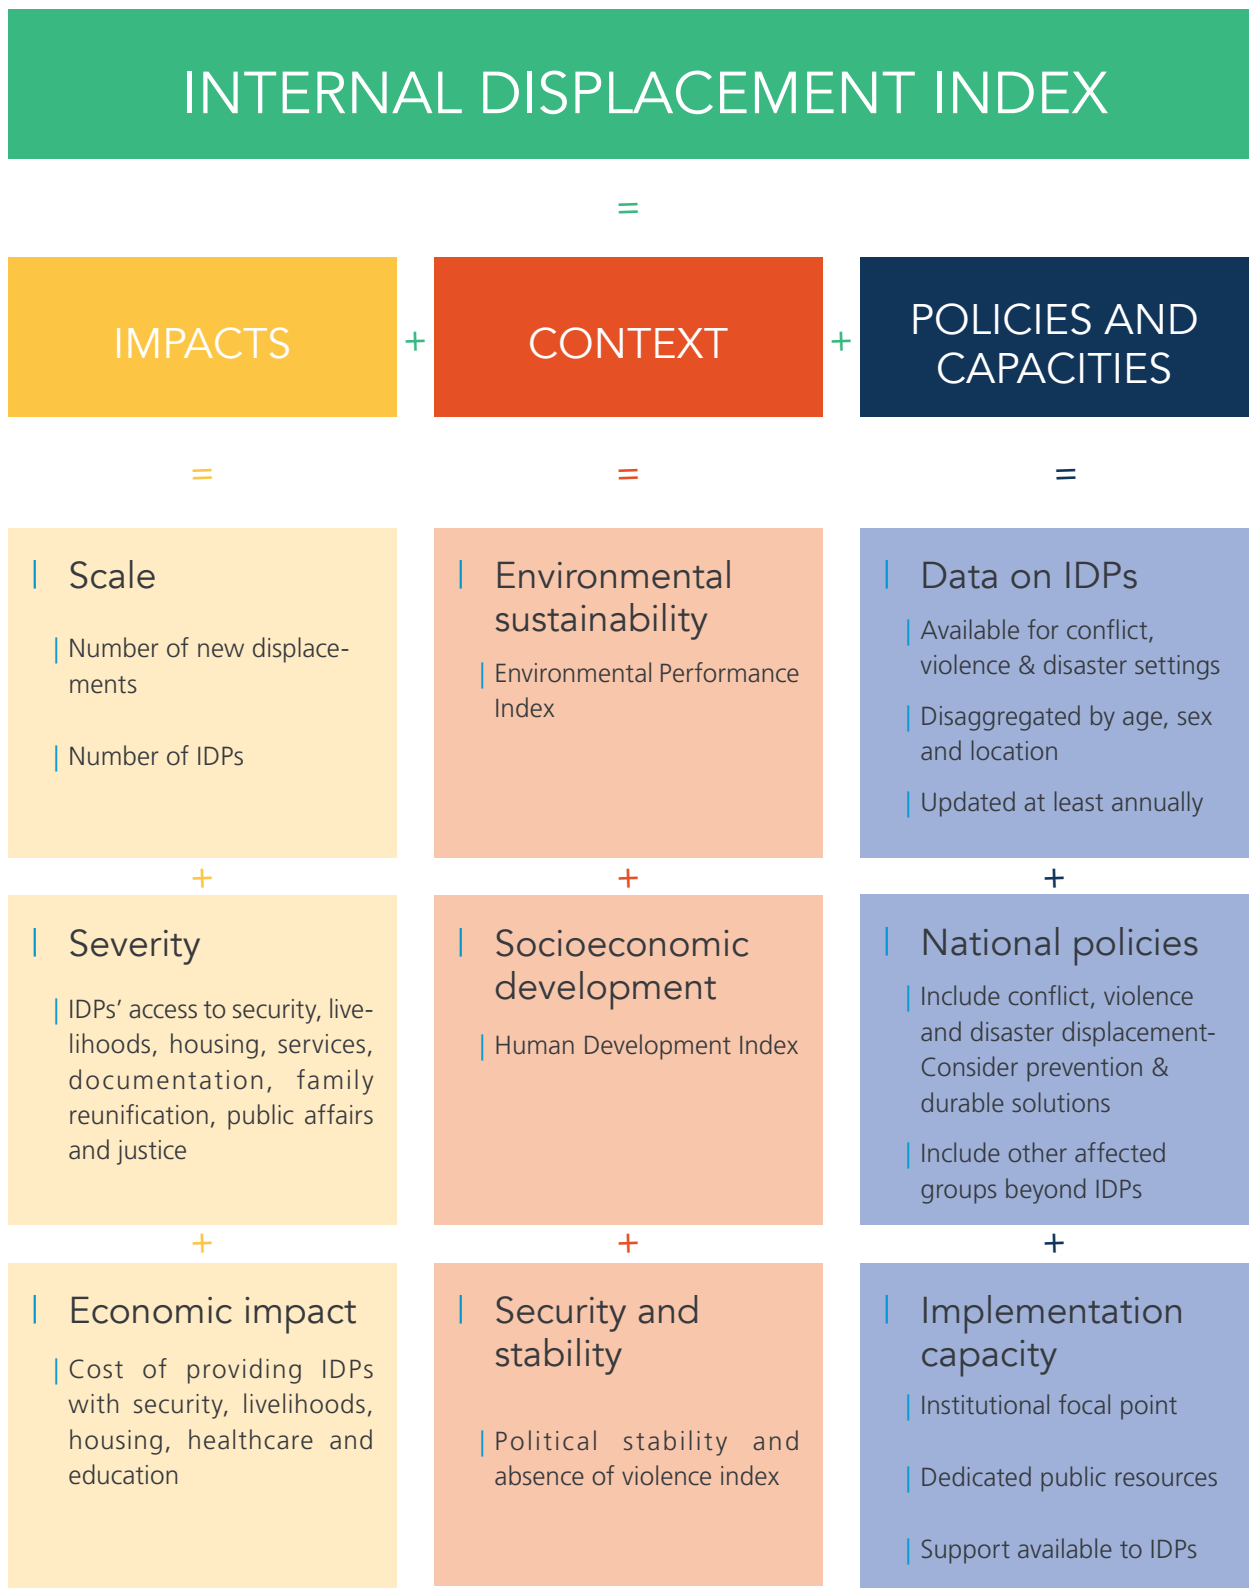 INTERNAL DISPLACEMENT INDEX
=
IMPACTS
+
CONTEXT
+
POLICIES AND
CAPACITIES
=
=
=
| Scale
| Number of new displace-
ments
| Number of IDPs
+
| Severity
| IDPs’ access to security, live-
lihoods, housing, services,
documentation, family
reunification, public affairs
and justice
+
| Economic impact
| Cost of providing IDPs
with security, livelihoods,
housing, healthcare and
education
| Environmental
sustainability
| Environmental Performance
Index
+
| Socioeconomic
development
| Human Development Index
+
| Security and
stability
| Political stability and
absence of violence index
| Data on IDPs
| Available for conflict,
violence & disaster settings
| Disaggregated by age, sex
and location
| Updated at least annually
+
| National policies
| Include conflict, violence
and disaster displacement-
Consider prevention &
durable solutions
| Include other affected
groups beyond IDPs
+
| Implementation
capacity
| Institutional focal point
| Dedicated public resources
| Support available to IDPs